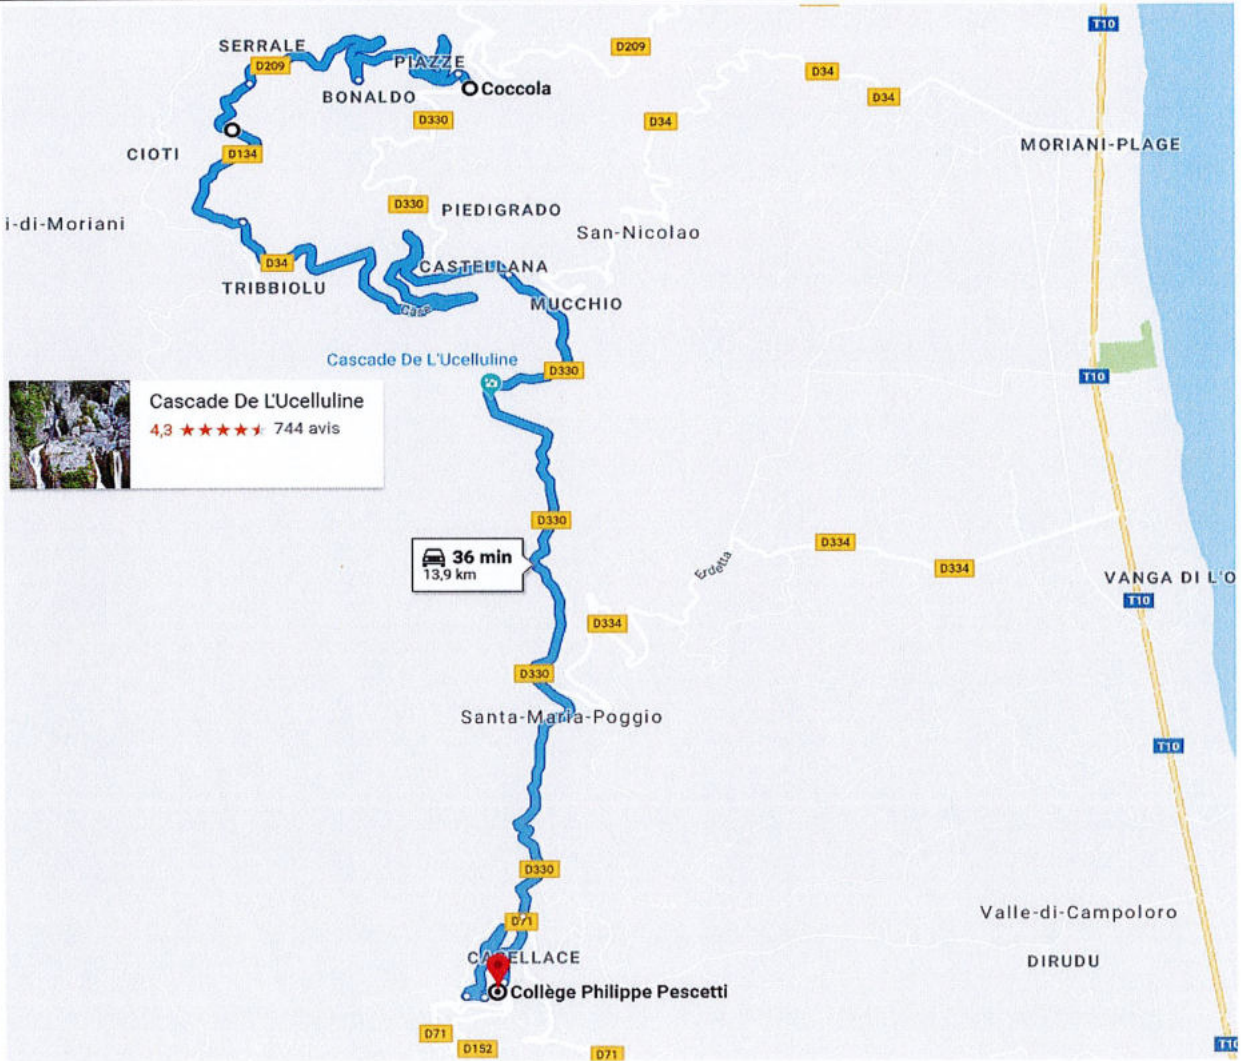 T10
SERRALE
D209
D209
PIAZZE
D34
Coccola
BONALDO
D34
D330
D34
CIOTI
D134
MORIANI-PLAGE
D330
PIEDIGRADO
i-di-Moriani
San-Nicolao
D34
CASTELLANA
TRIBBIOLU
Case
MUCCHIO
Cascade De L'Ucelluline
D330
T10
Cascade De L'Ucelluline
4,3
744 avis
D330
D334
36 min
13,9 km
Erdetta
D334
VANGA DI L'O
T10
D334
D330
Santa-Maria-Poggio
T10
D330
Valle-di-Campoloro
D71
CASELLACE
DIRUDU
Collège Philippe Pescetti
D71
D152
D71
T10